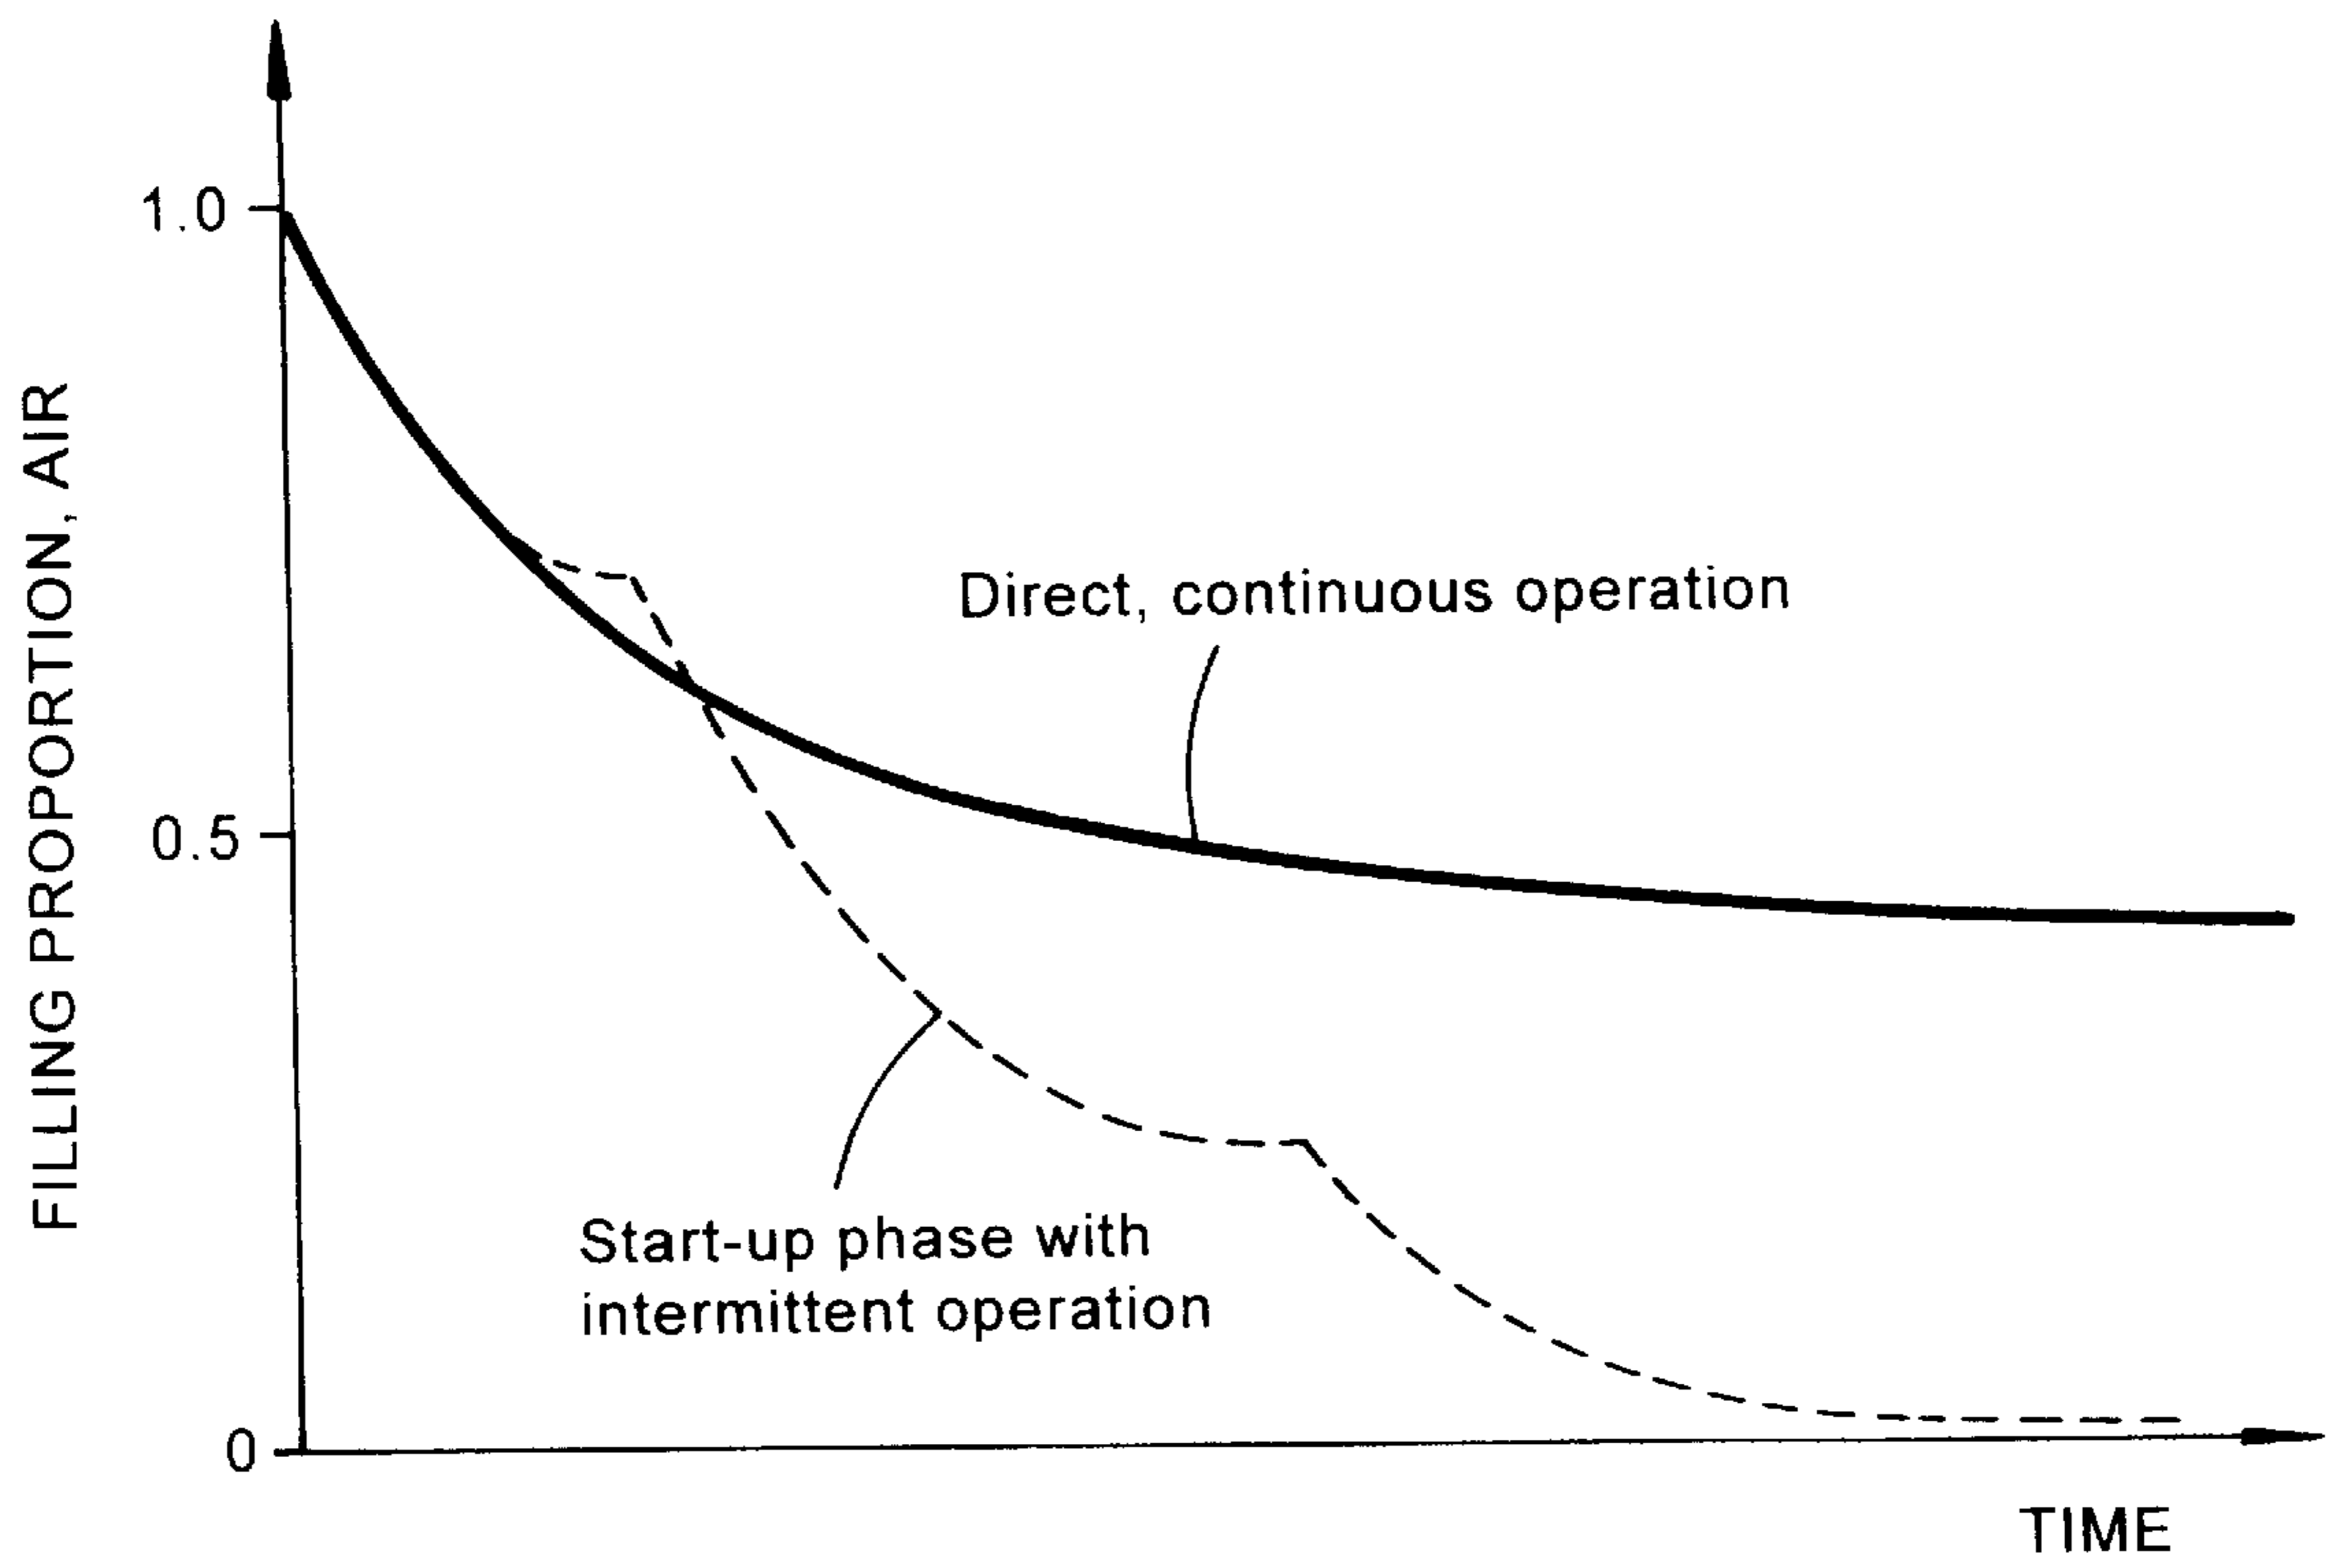 1.0
0.5
0
FILLING PROPORTION, AIR
Direct, continuous operation
Start-up phase with
intermittent operation
TIME